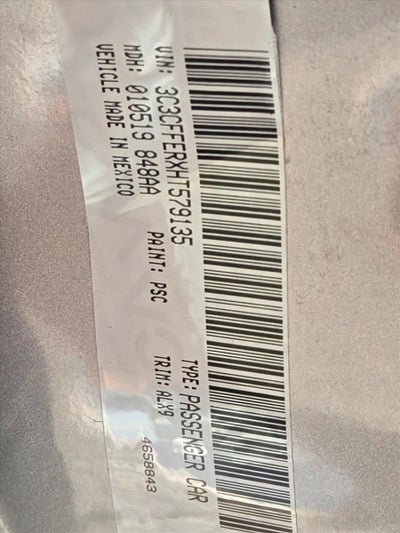 VIN: 3C3CFFERXHT579135 TYPE: PASSENGER CAR
MDH: 010519 848AA PAINT: PSC TRIM: ALX9
VEHICLE MADE IN MEXICO 4658843